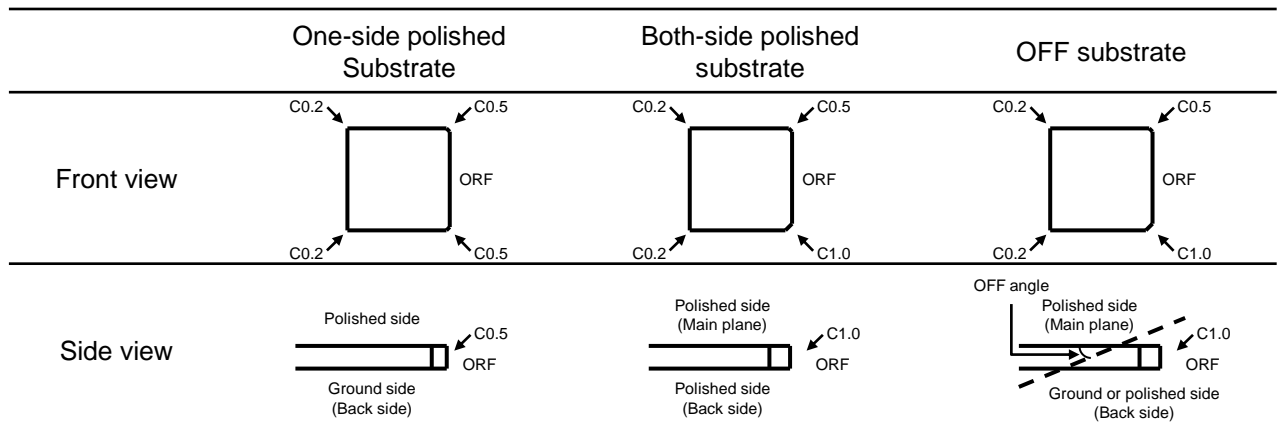 One-side polished
Substrate
Both-side polished
substrate
OFF substrate
Front view
C0.2
C0.5
ORF
C0.2
C0.5
C0.2
C0.5
ORF
C0.2
C1.0
C0.2
C0.5
ORF
C0.2
C1.0
Side view
Polished side
C0.5
ORF
Ground side
(Back side)
Polished side
(Main plane)
C1.0
ORF
Polished side
(Back side)
OFF angle
Polished side
(Main plane)
C1.0
ORF
Ground or polished side
(Back side)